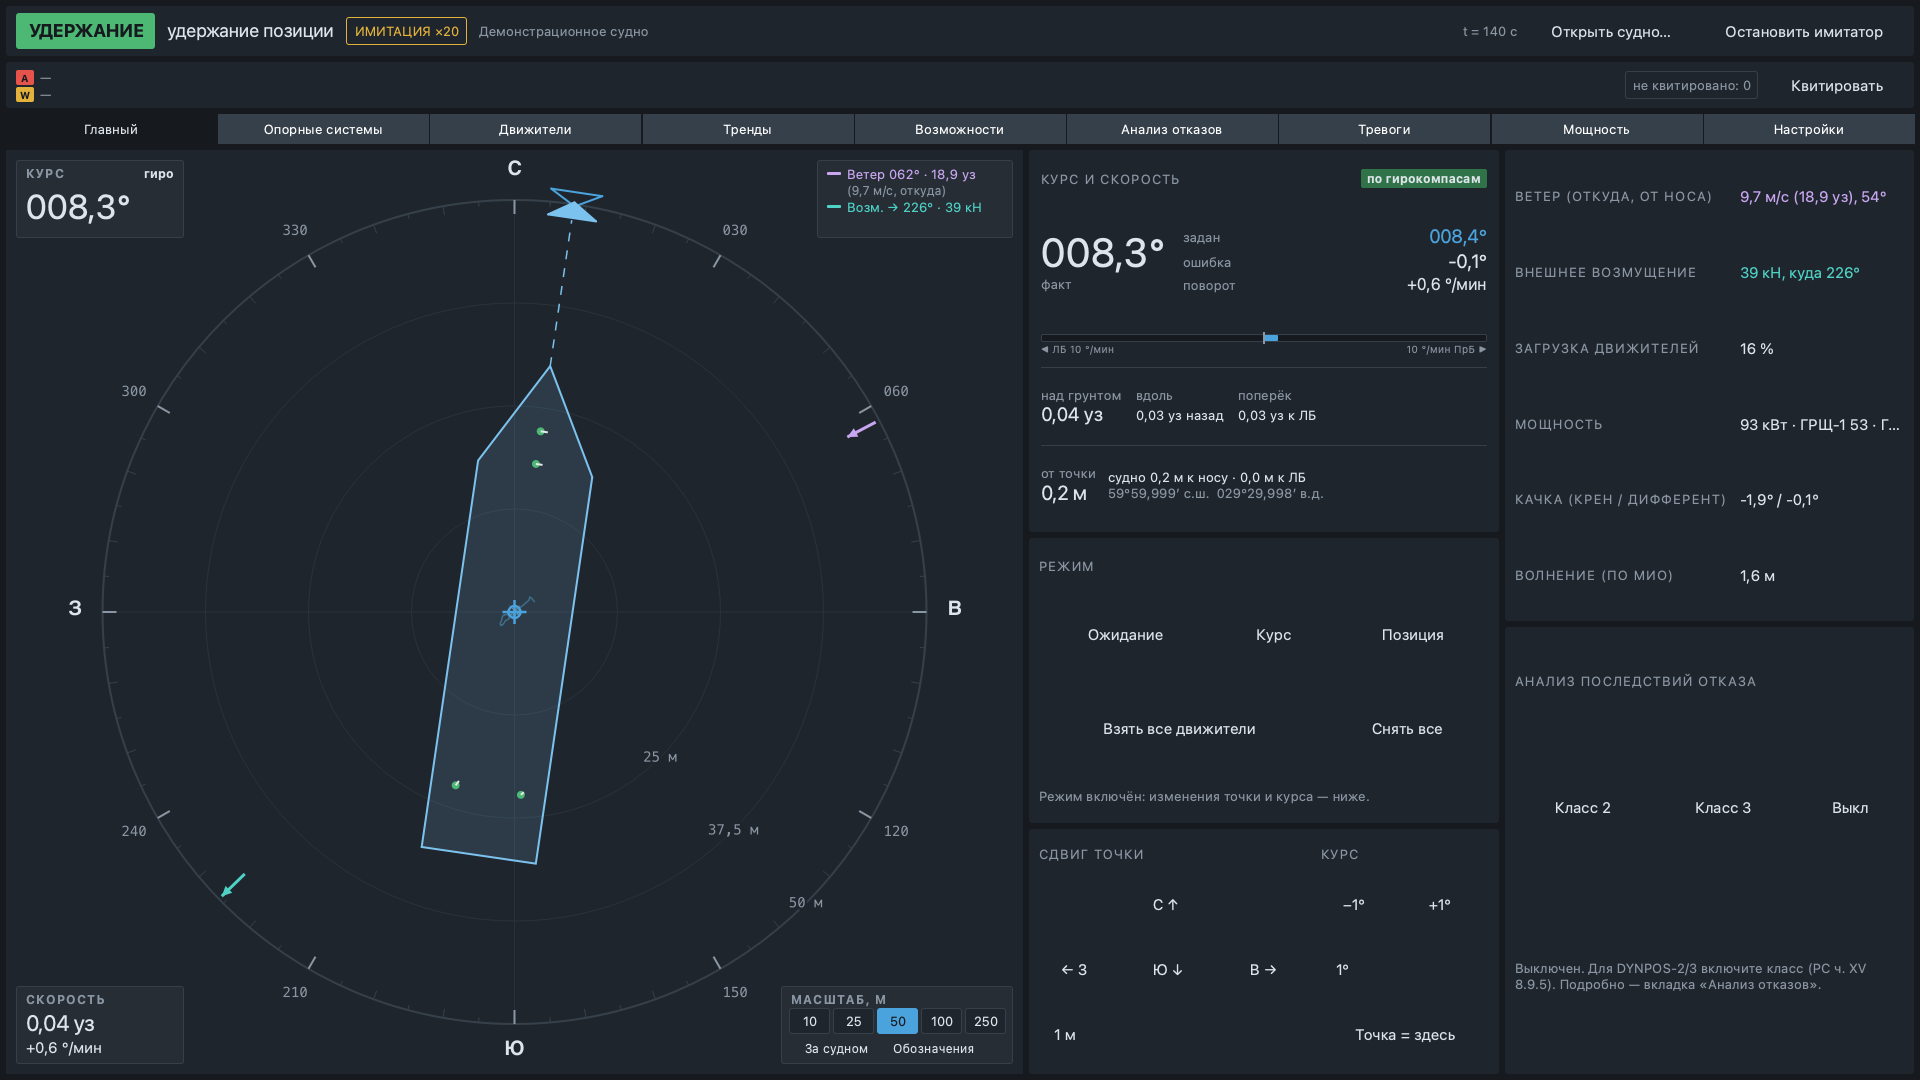 УДЕРЖАНИЕ удержание позиции ИМИТАЦИЯ ×20 Демонстрационное судно t = 140 с Открыть судно... Остановить имитатор
A —
W —
не квитировано: 0 Квитировать
Главный Опорные системы Движители Тренды Возможности Анализ отказов Тревоги Мощность Настройки
КУРС гиро
008,3°
С
Ветер 062° · 18,9 уз
(9,7 м/с, откуда)
Возм. → 226° · 39 кН
330 030
300 060
З В
240 120
210 150
Ю
25 м
37,5 м
50 м
СКОРОСТЬ
0,04 уз
+0,6 °/мин
МАСШТАБ, М
10 25 50 100 250
За судном Обозначения
КУРС И СКОРОСТЬ по гирокомпасам
008,3°
факт
задан 008,4°
ошибка -0,1°
поворот +0,6 °/мин
◄ ЛБ 10 °/мин 10 °/мин ПрБ ►
над грунтом вдоль поперёк
0,04 уз 0,03 уз назад 0,03 уз к ЛБ
от точки
0,2 м
судно 0,2 м к носу · 0,0 м к ЛБ
59°59,999′ с.ш. 029°29,998′ в.д.
РЕЖИМ
Ожидание Курс Позиция
Взять все движители Снять все
Режим включён: изменения точки и курса — ниже.
СДВИГ ТОЧКИ КУРС
С ↑ −1° +1°
← З Ю ↓ В → 1°
1 м Точка = здесь
ВЕТЕР (ОТКУДА, ОТ НОСА) 9,7 м/с (18,9 уз), 54°
ВНЕШНЕЕ ВОЗМУЩЕНИЕ 39 кН, куда 226°
ЗАГРУЗКА ДВИЖИТЕЛЕЙ 16 %
МОЩНОСТЬ 93 кВт · ГРЩ-1 53 · Г...
КАЧКА (КРЕН / ДИФФЕРЕНТ) -1,9° / -0,1°
ВОЛНЕНИЕ (ПО МИО) 1,6 м
АНАЛИЗ ПОСЛЕДСТВИЙ ОТКАЗА
Класс 2 Класс 3 Выкл
Выключен. Для DYNPOS-2/3 включите класс (РС ч. XV
8.9.5). Подробно — вкладка «Анализ отказов».